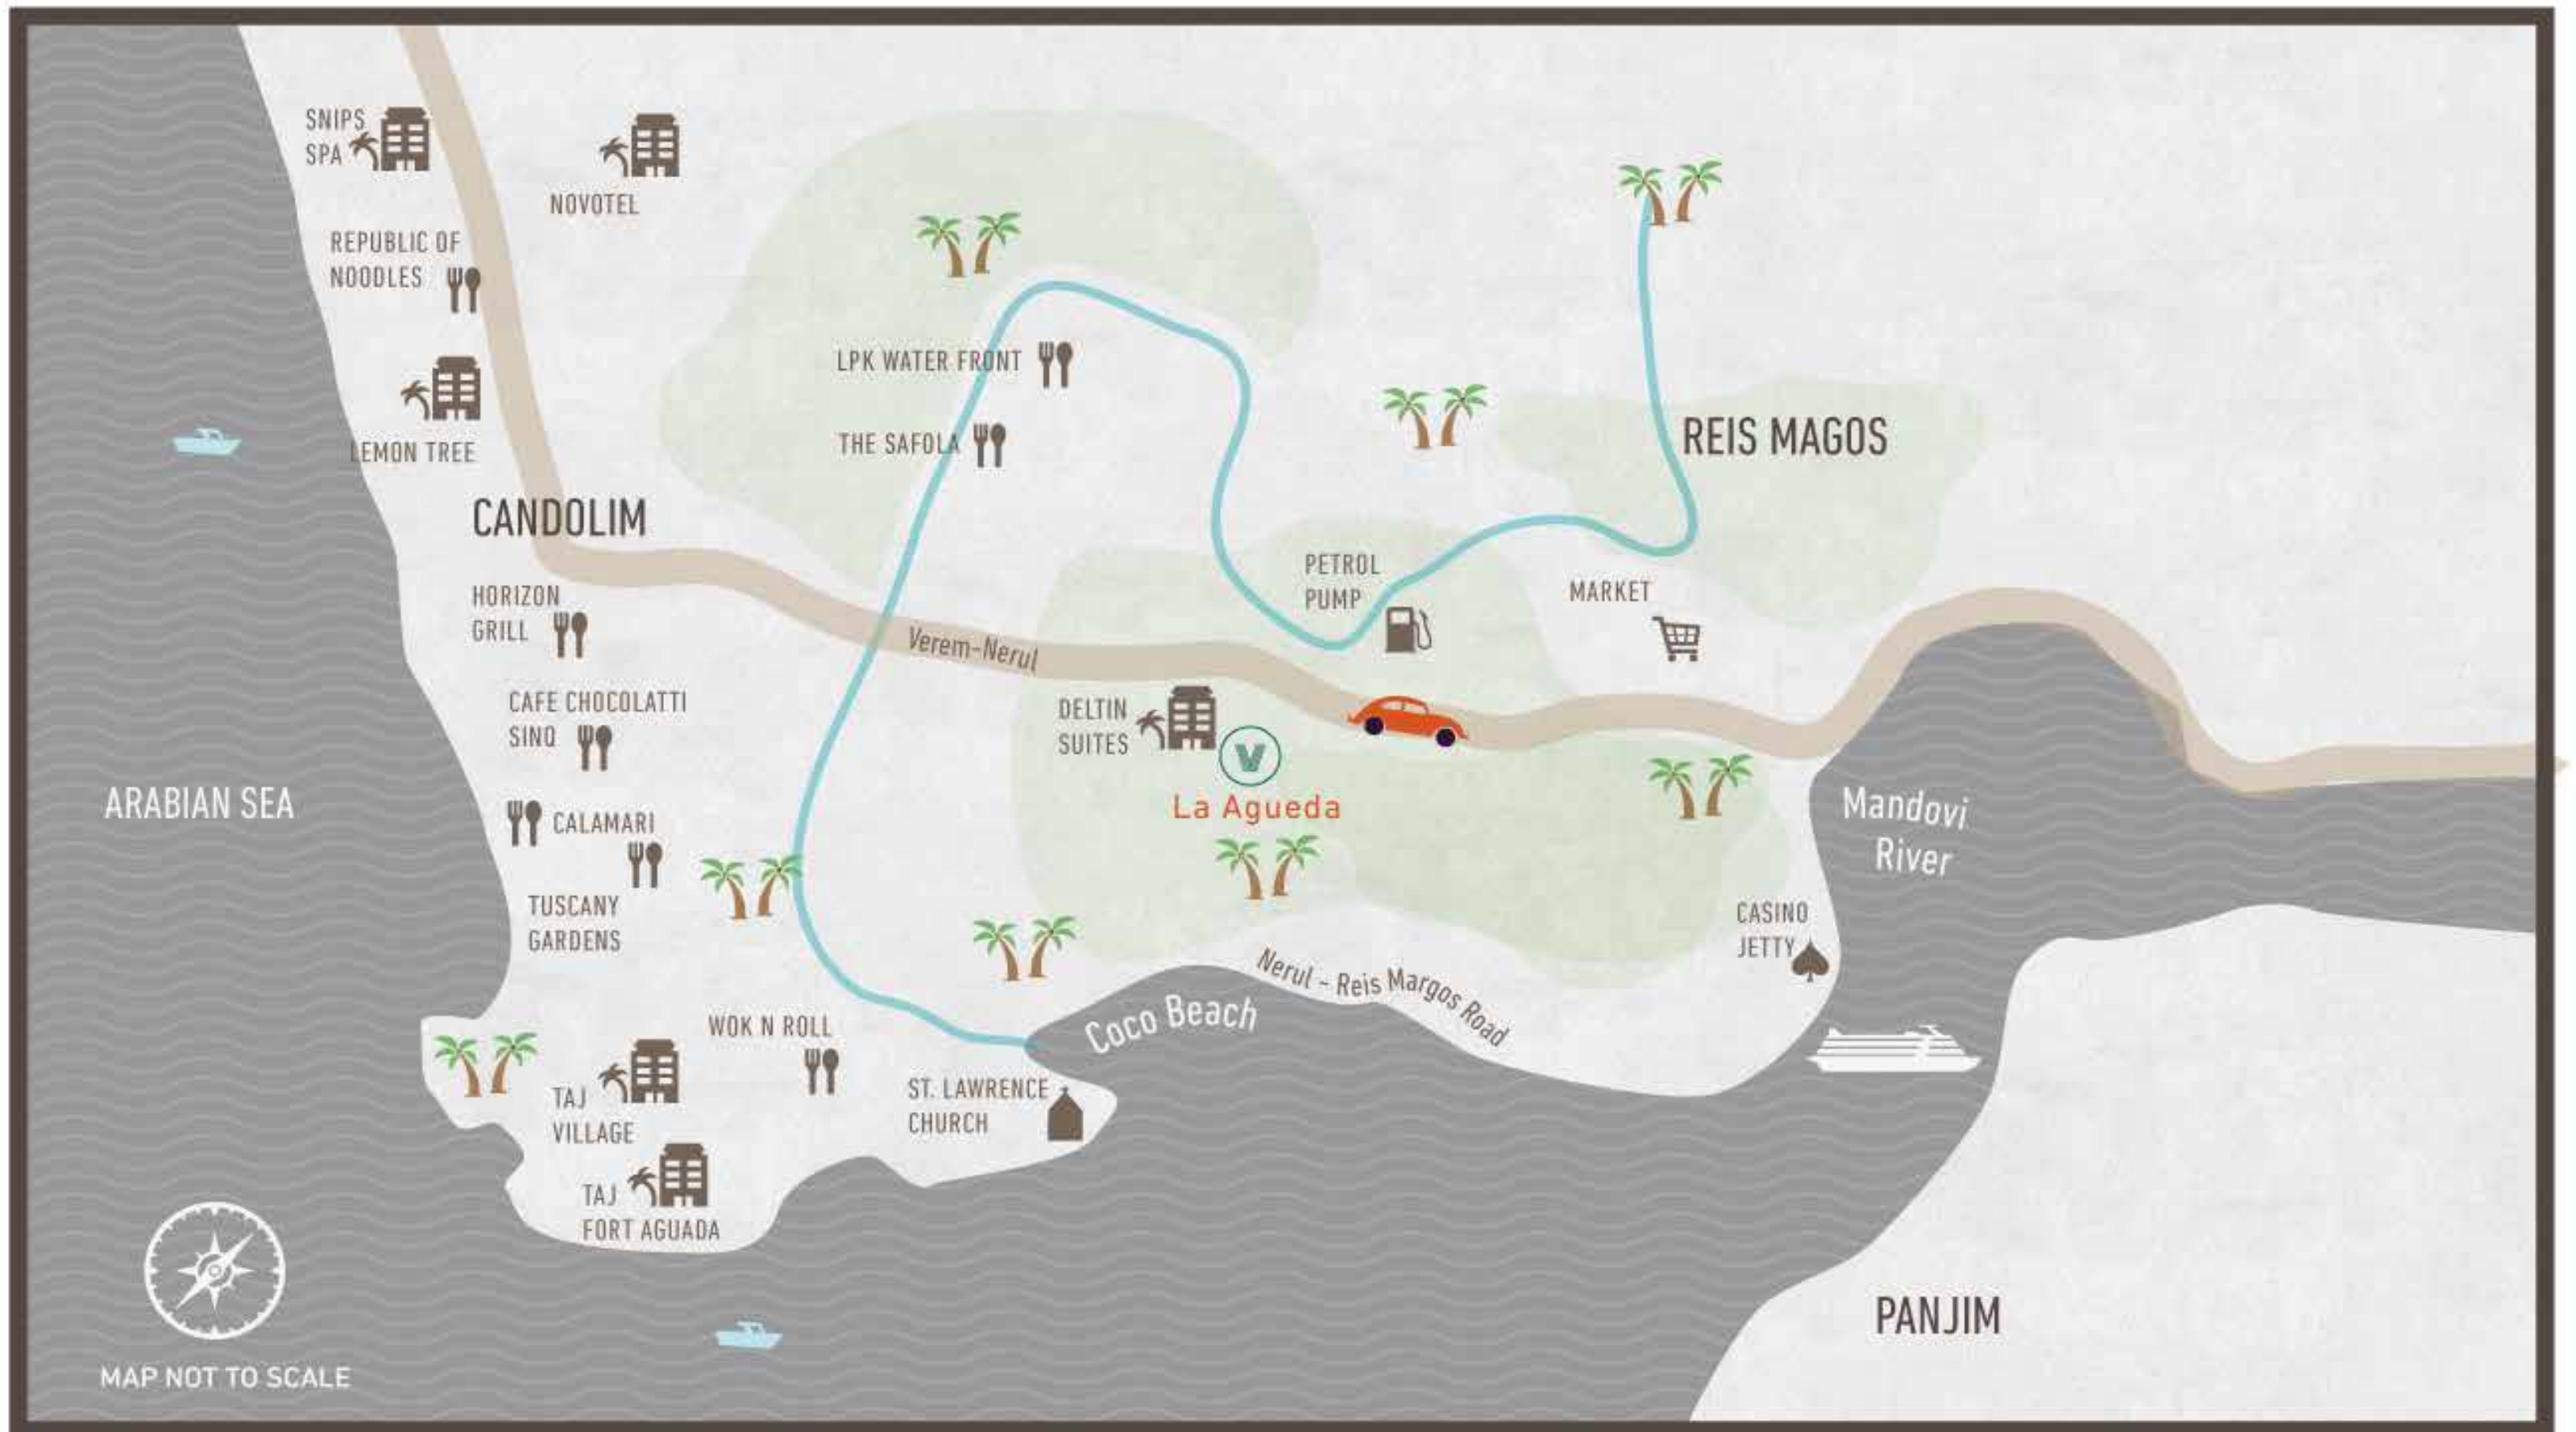 SNIPS
SPA
NOVOTEL
REPUBLIC OF
NOODLES
LPK WATER FRONT
THE SAFOLA
LEMON TREE
REIS MAGOS
CANDOLIM
PETROL
PUMP
MARKET
HORIZON
GRILL
Verem-Nerul
CAFE CHOCOLATTI
SINQ
DELTIN
SUITES
V
La Agueda
ARABIAN SEA
CALAMARI
Mandovi
River
TUSCANY
GARDENS
CASINO
JETTY
Nerul - Reis Margos Road
Coco Beach
WOK N ROLL
TAJ
VILLAGE
ST. LAWRENCE
CHURCH
TAJ
FORT AGUADA
PANJIM
MAP NOT TO SCALE